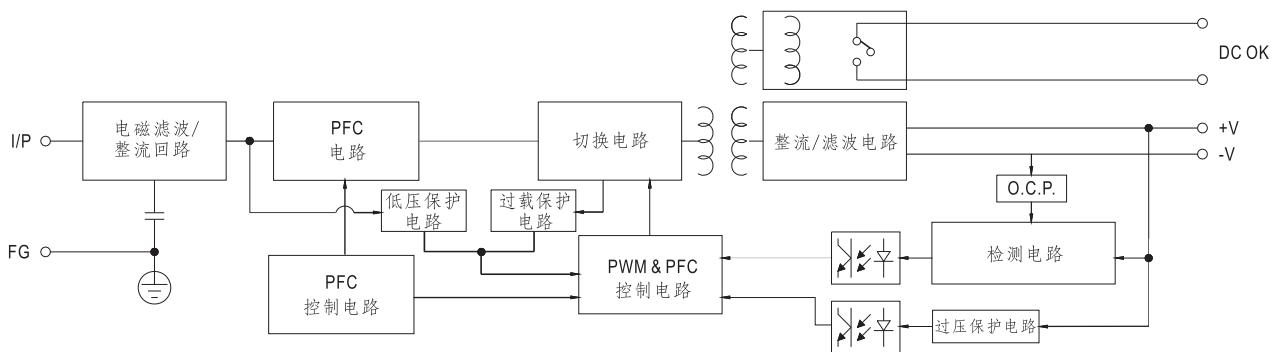 DC OK
I/P
电磁滤波/
整流回路
PFC
电路
切换电路
整流/滤波电路
+V
-V
O.C.P.
低压保护
电路
过载保护
电路
FG
PFC
控制电路
PWM & PFC
控制电路
检测电路
过压保护电路